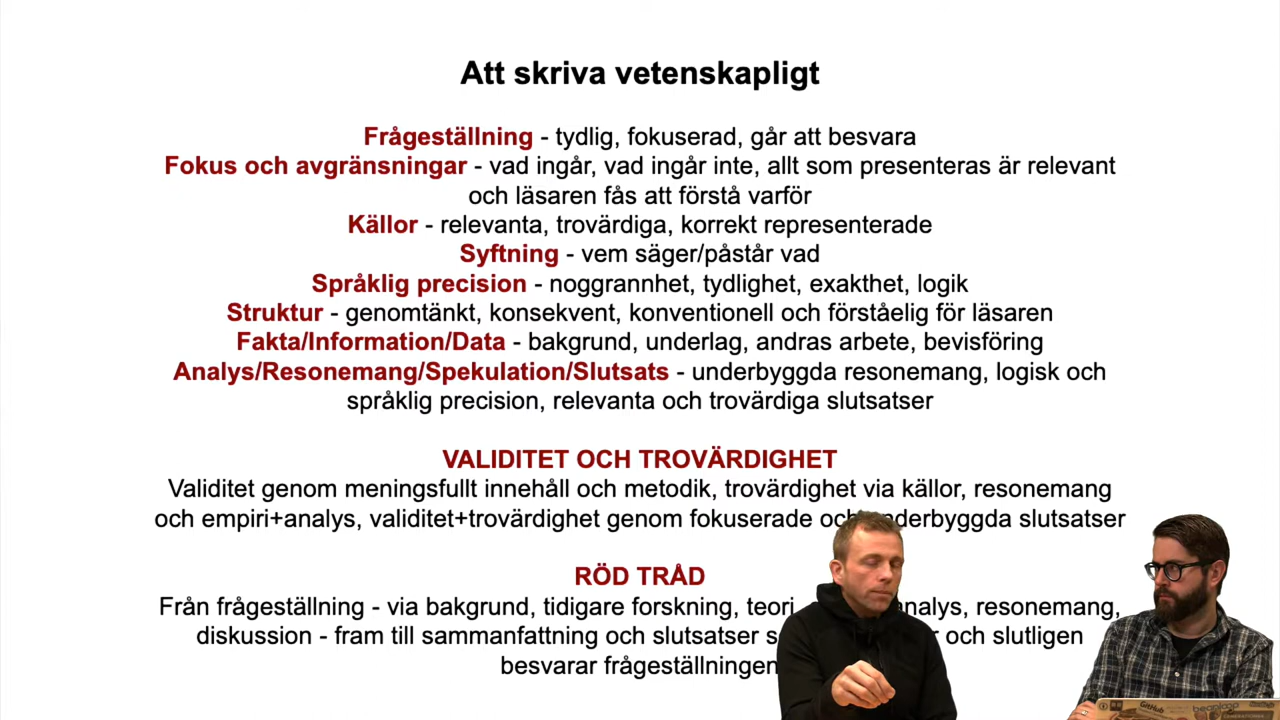 Att skriva vetenskapligt
Frågeställning - tydlig, fokuserad, går att besvara
Fokus och avgränsningar - vad ingår, vad ingår inte, allt som presenteras är relevant
och läsaren fås att förstå varför
Källor - relevanta, trovärdiga, korrekt representerade
Syftning - vem säger/påstår vad
Språklig precision - noggrannhet, tydlighet, exakthet, logik
Struktur - genomtänkt, konsekvent, konventionell och förståelig för läsaren
Fakta/Information/Data - bakgrund, underlag, andras arbete, bevisföring
Analys/Resonemang/Spekulation/Slutsats - underbyggda resonemang, logisk och
språklig precision, relevanta och trovärdiga slutsatser
VALIDITET OCH TROVÄRDIGHET
Validitet genom meningsfullt innehåll och metodik, trovärdighet via källor, resonemang
och empiri+analys, validitet+trovärdighet genom fokuserade och underbyggda slutsatser
RÖD TRÅD
Från frågeställning - via bakgrund, tidigare forskning, teori analys, resonemang,
diskussion - fram till sammanfattning och slutsatser och slutligen
besvarar frågeställningen
GitHub